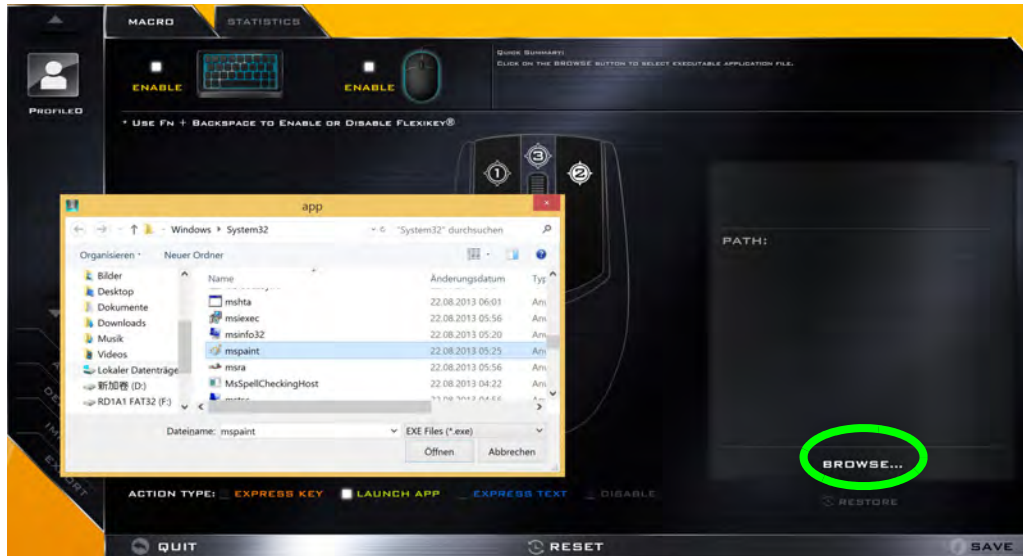 MACRO
STATISTICS
QUICK SUMMARY:
CLICK ON THE BROWSE BUTTON TO SELECT EXECUTABLE APPLICATION FILE.
ENABLE
ENABLE
PROFILE0
* USE FN + BACKSPACE TO ENABLE OR DISABLE FLEXIKEY®
3
1
2
app
Windows
System32
"System32" durchsuchen
Organisieren
Neuer Ordner
Name
Änderungsdatum
Typ
Bilder
Desktop
Dokumente
Downloads
Musik
Videos
Lokaler Datenträge
新加卷 (D:)
RD1A1 FAT32 (F:)
mshta 22.08.2013 06:01
msiexec 22.08.2013 05:56
msinfo32 22.08.2013 05:20
mspaint 22.08.2013 05:25
msra 22.08.2013 05:56
MsSpellCheckingHost 22.08.2013 04:22
Dateiname: mspaint
EXE Files (*.exe)
Öffnen
Abbrechen
PATH:
BROWSE...
RESTORE
ACTION TYPE: EXPRESS KEY LAUNCH APP EXPRESS TEXT DISABLE
QUIT
RESET
SAVE